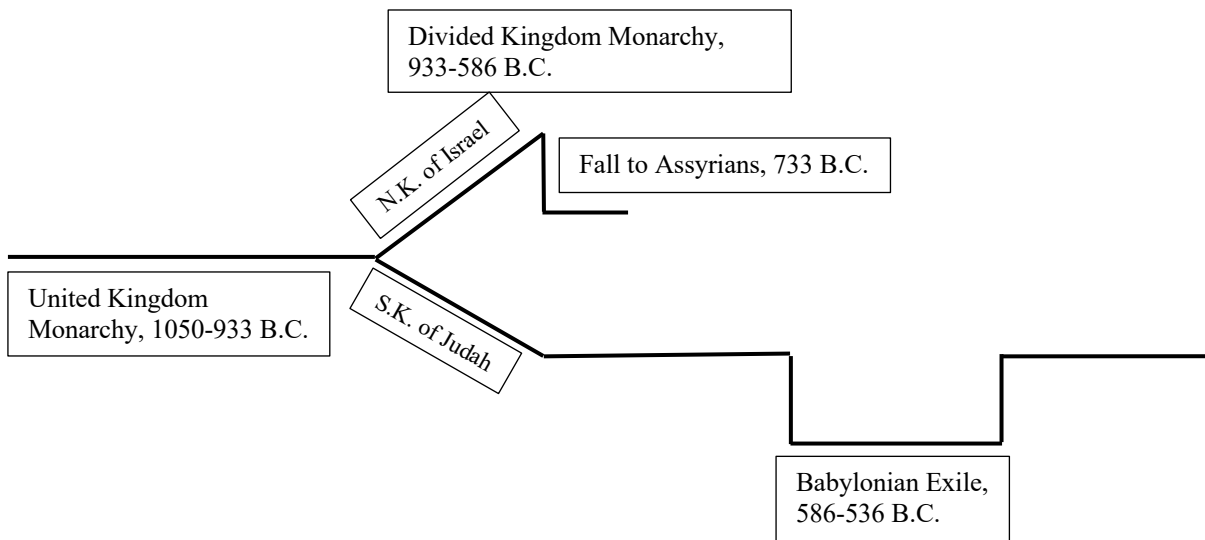 Divided Kingdom Monarchy,
933-586 B.C.
N.K. of Israel
Fall to Assyrians, 733 B.C.
United Kingdom
Monarchy, 1050-933 B.C.
S.K. of Judah
Babylonian Exile,
586-536 B.C.